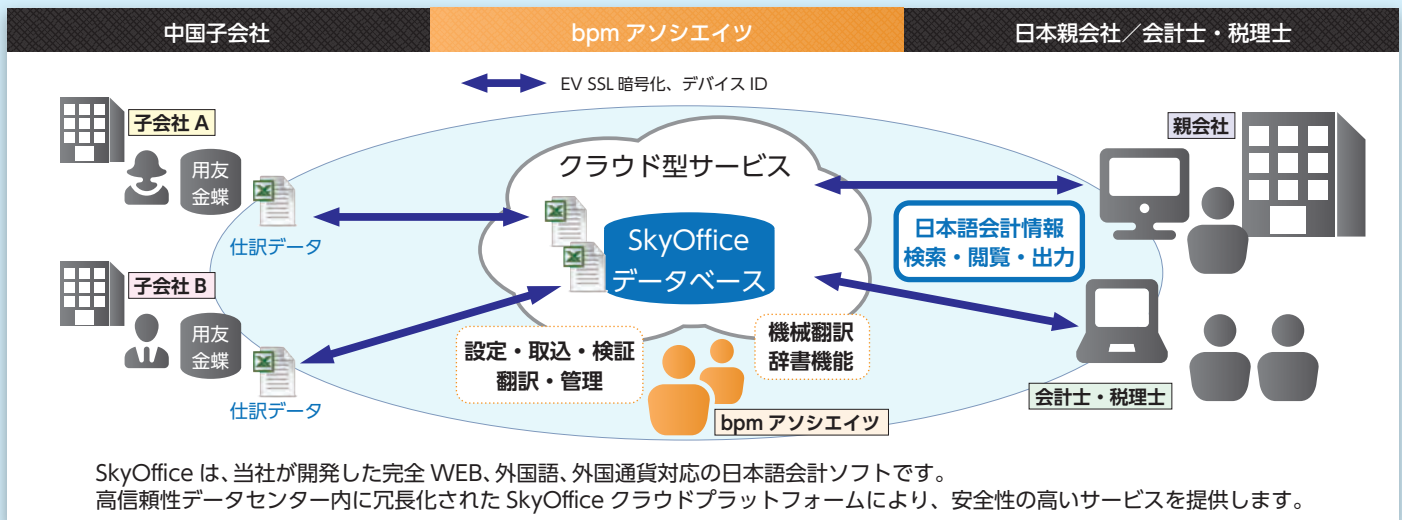 中国子会社
bpm アソシエイツ
日本親会社／会計士・税理士
EV SSL 暗号化、デバイス ID
子会社 A
用友
金蝶
仕訳データ
子会社 B
用友
金蝶
仕訳データ
クラウド型サービス
SkyOffice
データベース
設定・取込・検証
翻訳・管理
機械翻訳
辞書機能
bpm アソシエイツ
親会社
日本語会計情報
検索・閲覧・出力
会計士・税理士
SkyOffice は、当社が開発した完全 WEB、外国語、外国通貨対応の日本語会計ソフトです。
高信頼性データセンター内に冗長化された SkyOffice クラウドプラットフォームにより、安全性の高いサービスを提供します。